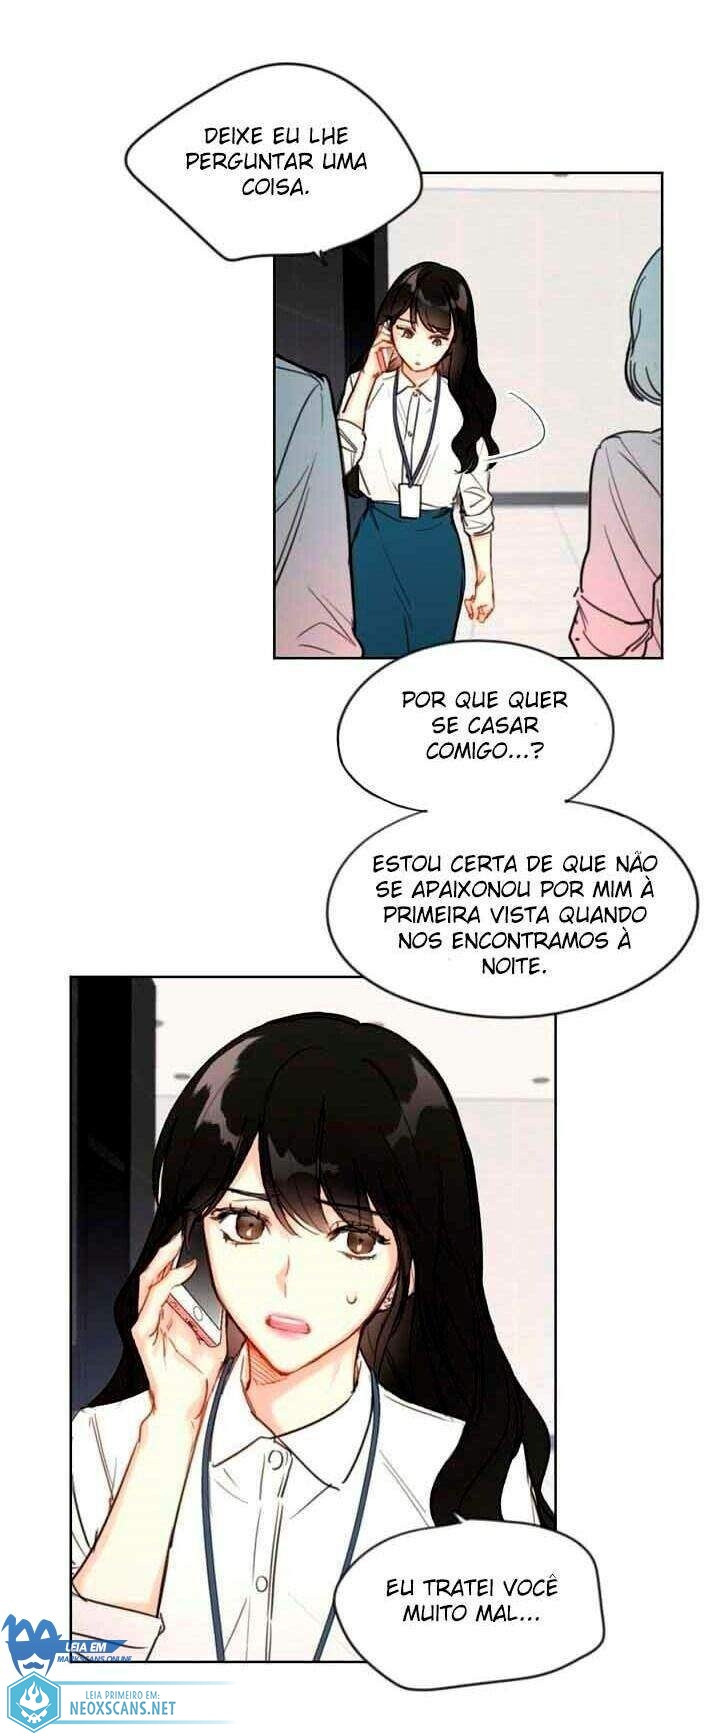 DEIXE EU LHE
PERGUNTAR UMA
COISA.
POR QUE QUER
SE CASAR
COMIGO...?
ESTOU CERTA DE QUE NÃO
SE APAIXONOU POR MIM À
PRIMEIRA VISTA QUANDO
NOS ENCONTRAMOS À
NOITE.
EU TRATEI VOCÊ
MUITO MAL...
LEIA EM
MARKSCANS.ONLINE
LEIA PRIMEIRO EM:
NEOXSCANS.NET